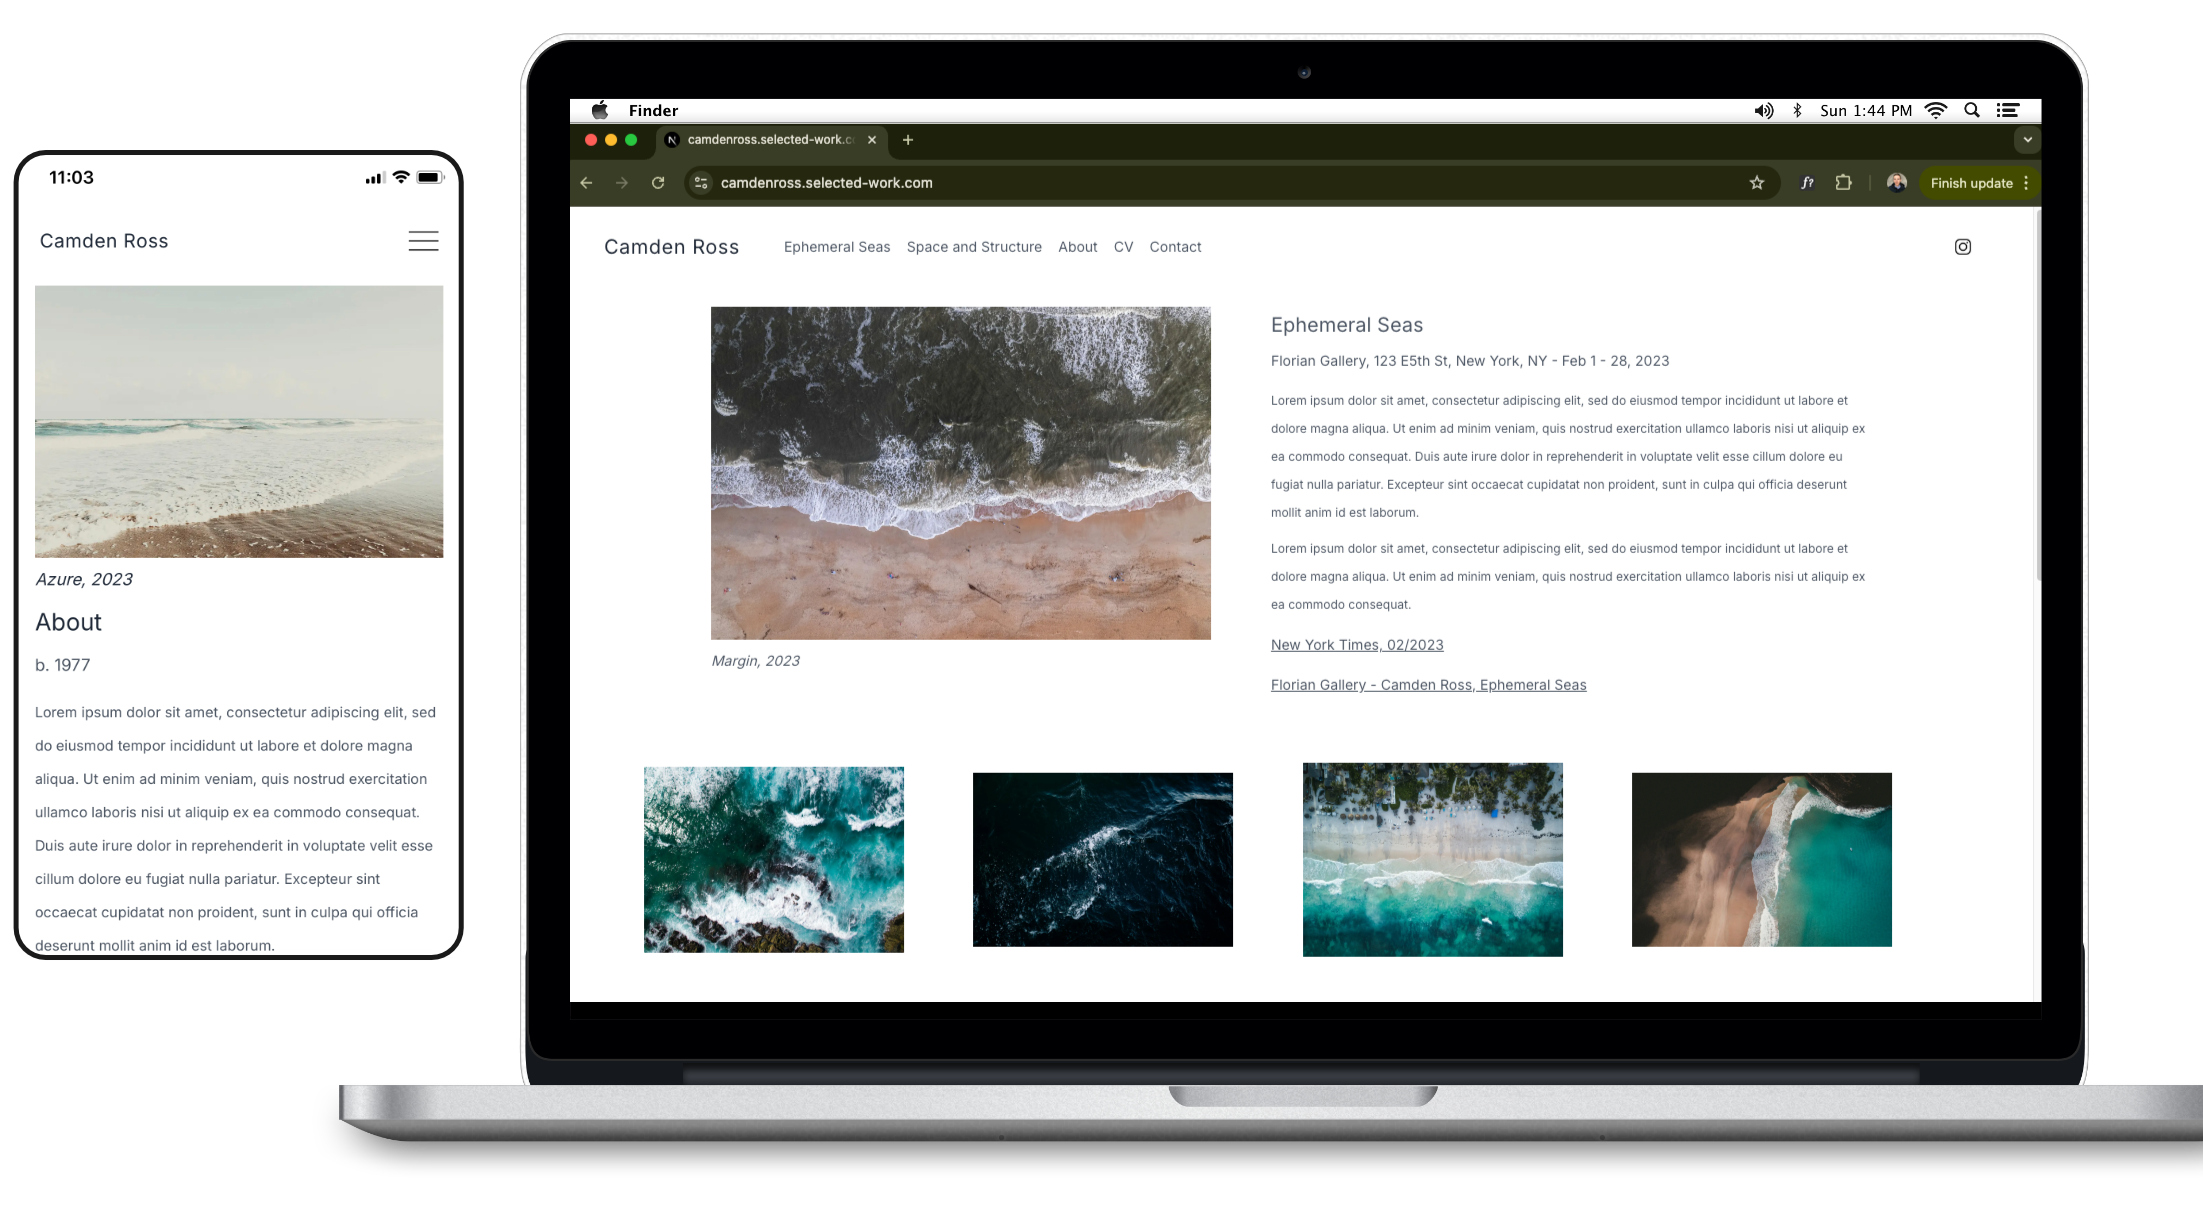 11:03
Camden Ross
Azure, 2023
About
b. 1977
Lorem ipsum dolor sit amet, consectetur adipiscing elit, sed
do eiusmod tempor incididunt ut labore et dolore magna
aliqua. Ut enim ad minim veniam, quis nostrud exercitation
ullamco laboris nisi ut aliquip ex ea commodo consequat.
Duis aute irure dolor in reprehenderit in voluptate velit esse
cillum dolore eu fugiat nulla pariatur. Excepteur sint
occaecat cupidatat non proident, sunt in culpa qui officia
deserunt mollit anim id est laborum.
Finder
Sun 1:44 PM
N camdenross.selected-work.c
camdenross.selected-work.com
f?
Finish update
Camden Ross Ephemeral Seas Space and Structure About CV Contact
Ephemeral Seas
Florian Gallery, 123 E5th St, New York, NY - Feb 1 - 28, 2023
Lorem ipsum dolor sit amet, consectetur adipiscing elit, sed do eiusmod tempor incididunt ut labore et
dolore magna aliqua. Ut enim ad minim veniam, quis nostrud exercitation ullamco laboris nisi ut aliquip ex
ea commodo consequat. Duis aute irure dolor in reprehenderit in voluptate velit esse cillum dolore eu
fugiat nulla pariatur. Excepteur sint occaecat cupidatat non proident, sunt in culpa qui officia deserunt
mollit anim id est laborum.
Lorem ipsum dolor sit amet, consectetur adipiscing elit, sed do eiusmod tempor incididunt ut labore et
dolore magna aliqua. Ut enim ad minim veniam, quis nostrud exercitation ullamco laboris nisi ut aliquip ex
ea commodo consequat.
New York Times, 02/2023
Florian Gallery - Camden Ross, Ephemeral Seas
Margin, 2023